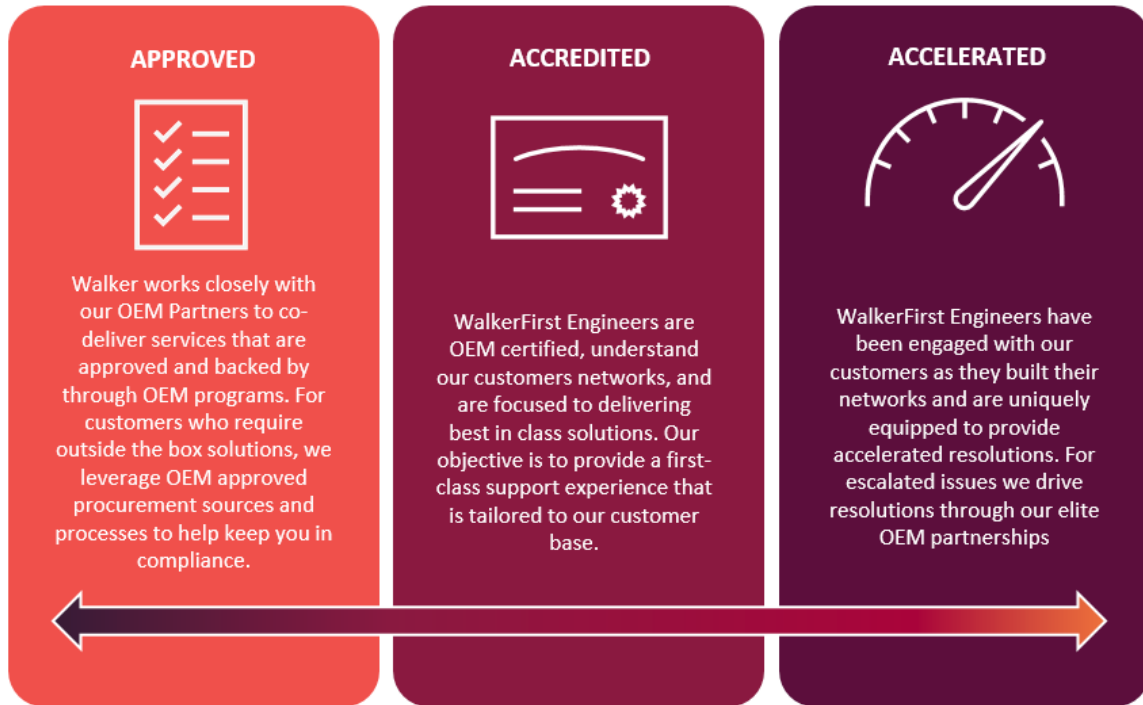 APPROVED
Walker works closely with
our OEM Partners to co-
deliver services that are
approved and backed by
through OEM programs. For
customers who require
outside the box solutions, we
leverage OEM approved
procurement sources and
processes to help keep you in
compliance.
ACCREDITED
WalkerFirst Engineers are
OEM certified, understand
our customers networks, and
are focused to delivering
best in class solutions. Our
objective is to provide a first-
class support experience that
is tailored to our customer
base.
ACCELERATED
WalkerFirst Engineers have
been engaged with our
customers as they built their
networks and are uniquely
equipped to provide
accelerated resolutions. For
escalated issues we drive
resolutions through our elite
OEM partnerships